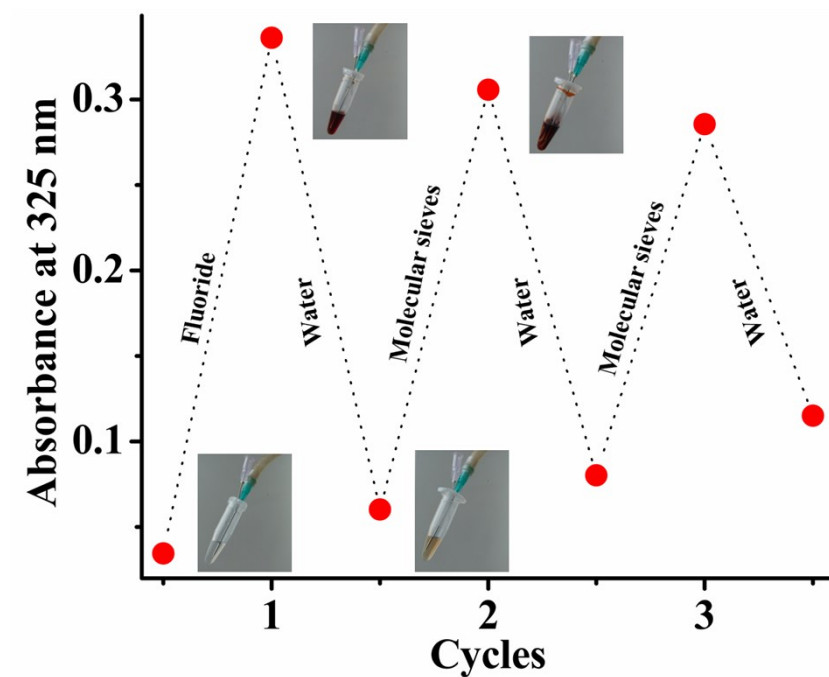 Absorbance at 325 nm
0.3
0.2
0.1
Fluoride
Water
Molecular sieves
Water
Molecular sieves
Water
1
2
3
Cycles